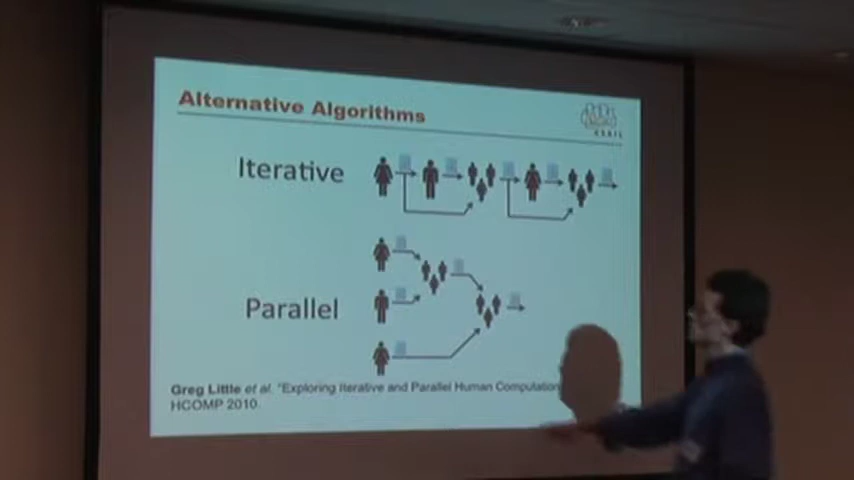 Alternative Algorithms
Iterative
Parallel
Greg Little et al. "Exploring Iterative and Parallel Human Computation
HCOMP 2010.